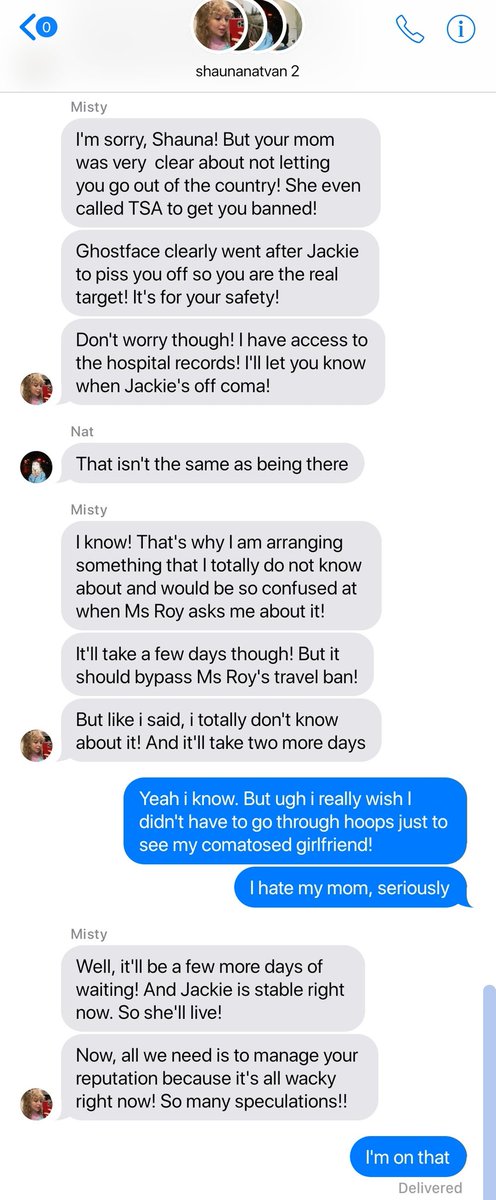 0
shaunanatvan 2
Misty
I'm sorry, Shauna! But your mom
was very  clear about not letting
you go out of the country! She even
called TSA to get you banned!
Ghostface clearly went after Jackie
to piss you off so you are the real
target! It's for your safety!
Don't worry though! I have access to
the hospital records! I'll let you know
when Jackie's off coma!
Nat
That isn't the same as being there
Misty
I know! That's why I am arranging
something that I totally do not know
about and would be so confused at
when Ms Roy asks me about it!
It'll take a few days though! But it
should bypass Ms Roy's travel ban!
But like i said, i totally don't know
about it! And it'll take two more days
Yeah i know. But ugh i really wish I
didn't have to go through hoops just to
see my comatosed girlfriend!
I hate my mom, seriously
Misty
Well, it'll be a few more days of
waiting! And Jackie is stable right
now. So she'll live!
Now, all we need is to manage your
reputation because it's all wacky
right now! So many speculations!!
I'm on that
Delivered